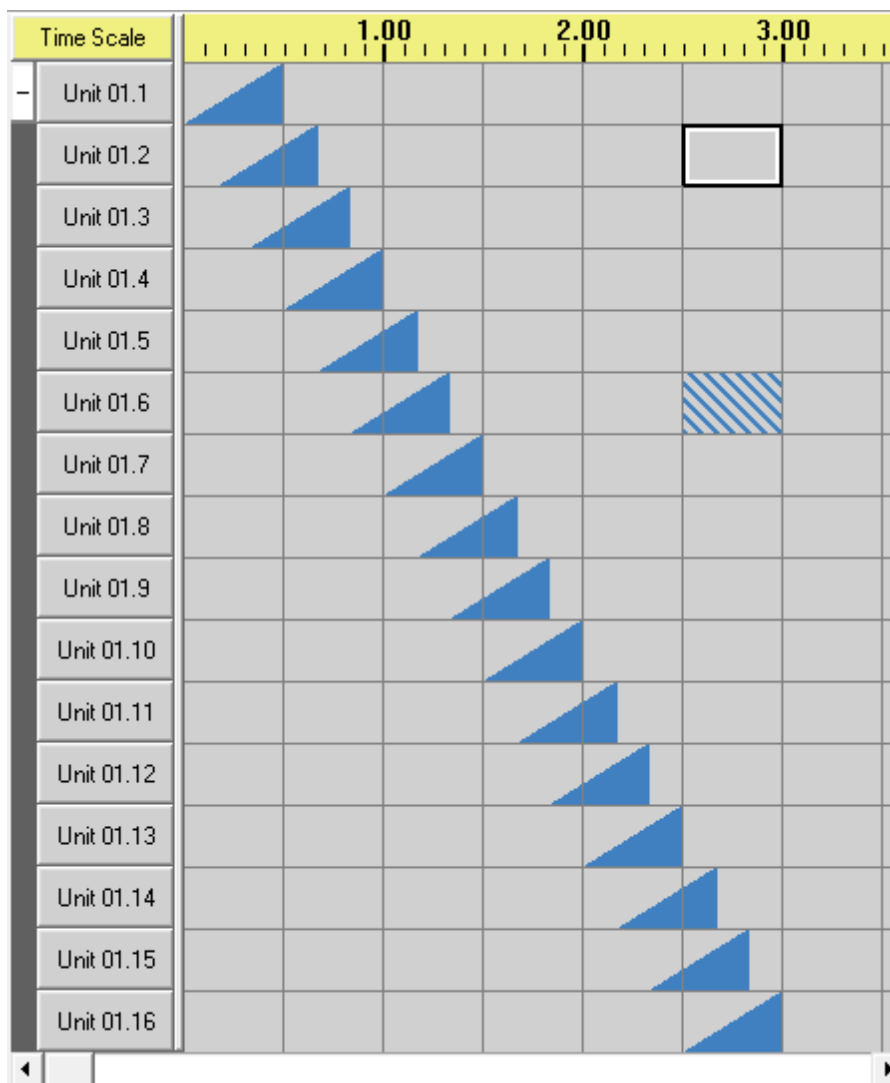 Time Scale 1.00 2.00 3.00
Unit 01.1
Unit 01.2
Unit 01.3
Unit 01.4
Unit 01.5
Unit 01.6
Unit 01.7
Unit 01.8
Unit 01.9
Unit 01.10
Unit 01.11
Unit 01.12
Unit 01.13
Unit 01.14
Unit 01.15
Unit 01.16